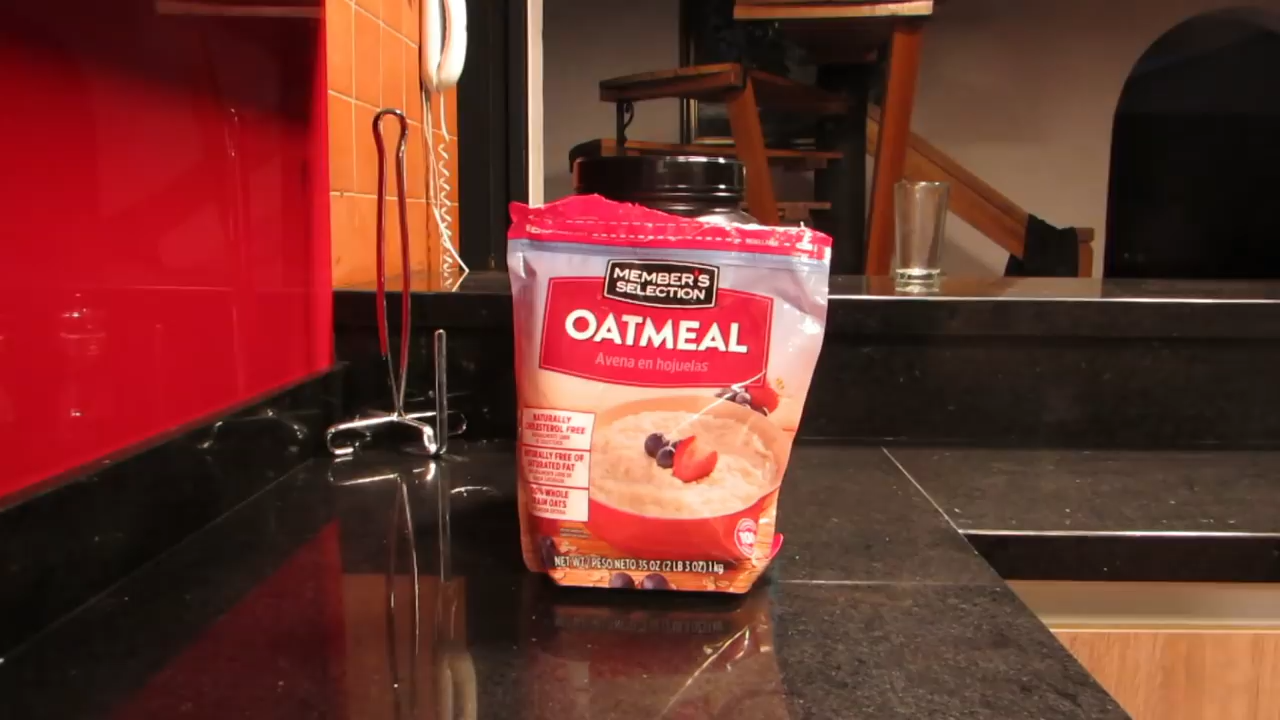 MEMBER'S
SELECTION
OATMEAL
Avena en hojuelas
NATURALLY
CHOLESTEROL FREE
NATURALLY FREE OF
SATURATED FAT
WHOLE
GRAIN OATS
NET WT / PESO NETO 35 OZ (2 LB 3 OZ) 1 kg